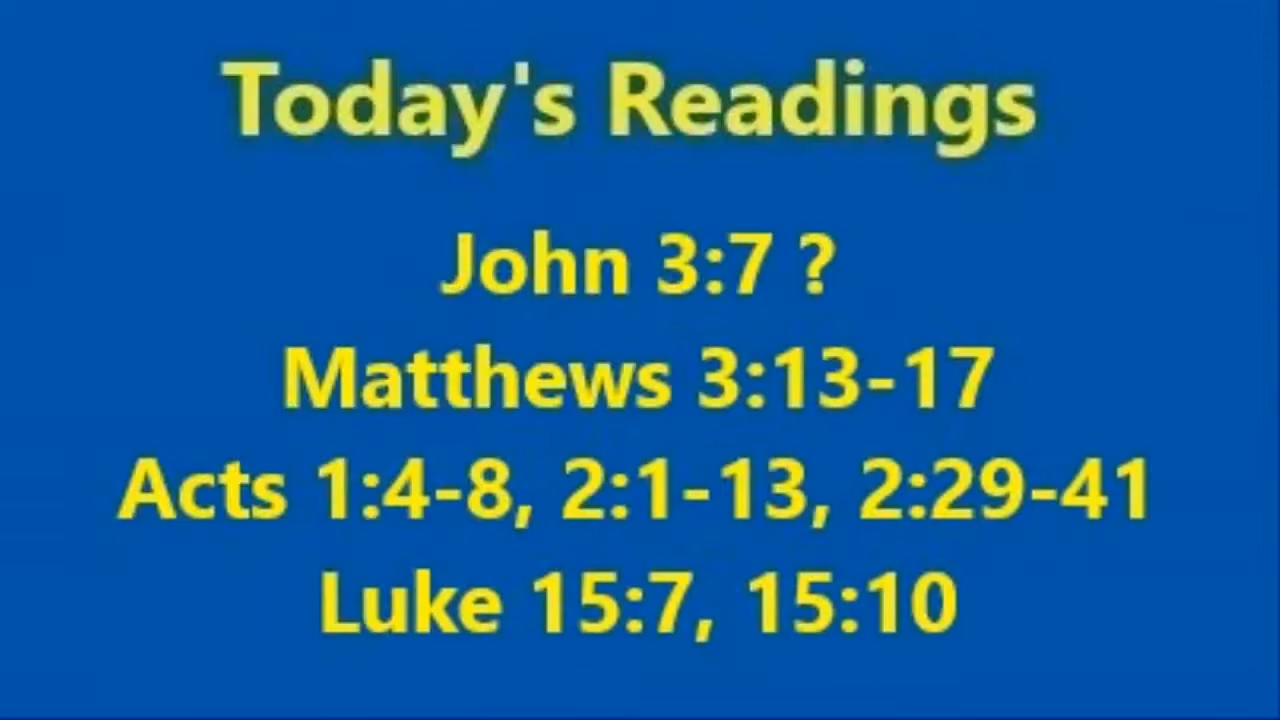 Today's Readings
John 3:7 ?
Matthews 3:13-17
Acts 1:4-8, 2:1-13, 2:29-41
Luke 15:7, 15:10